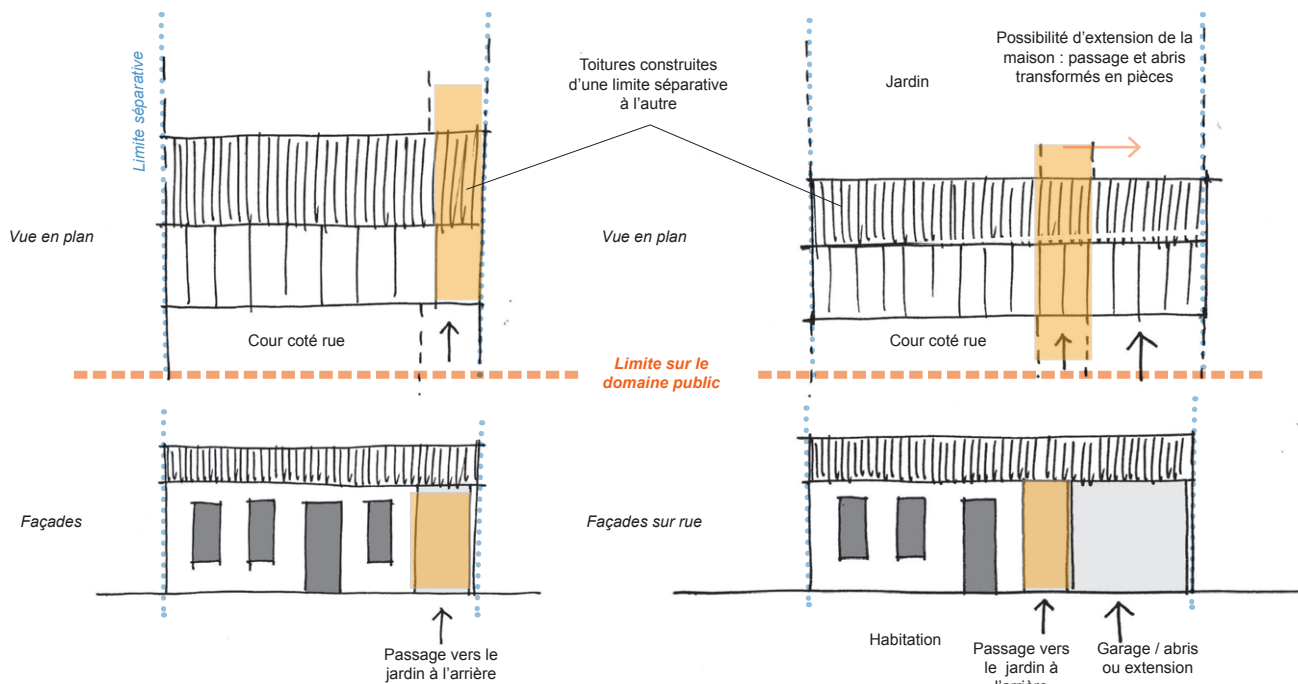 Limite séparative
Toitures construites
d'une limite séparative
à l'autre
Jardin
Possibilité d'extension de la
maison : passage et abris
transformés en pièces
Vue en plan
Vue en plan
Cour coté rue
Cour coté rue
Limite sur le
domaine public
Façades
Façades sur rue
Passage vers le
jardin à l'arrière
Habitation
Passage vers
le jardin à
l'arrière
Garage / abris
ou extension